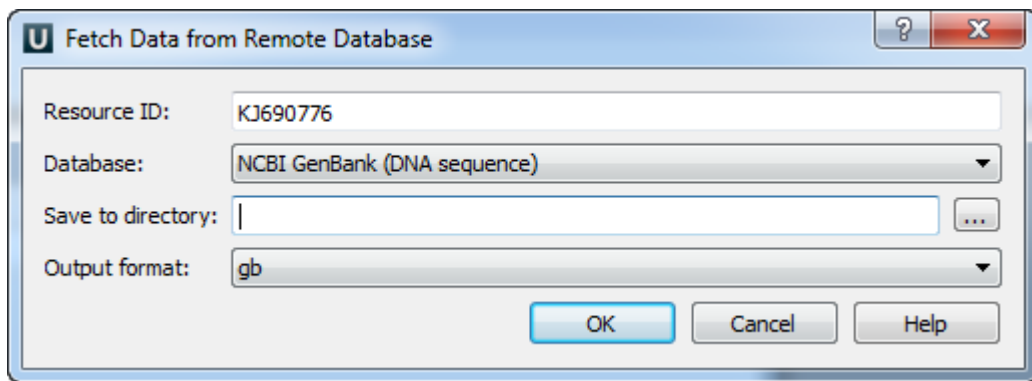 U Fetch Data from Remote Database ?
Resource ID: KJ690776
Database: NCBI GenBank (DNA sequence)
Save to directory: ...
Output format: gb
OK Cancel Help